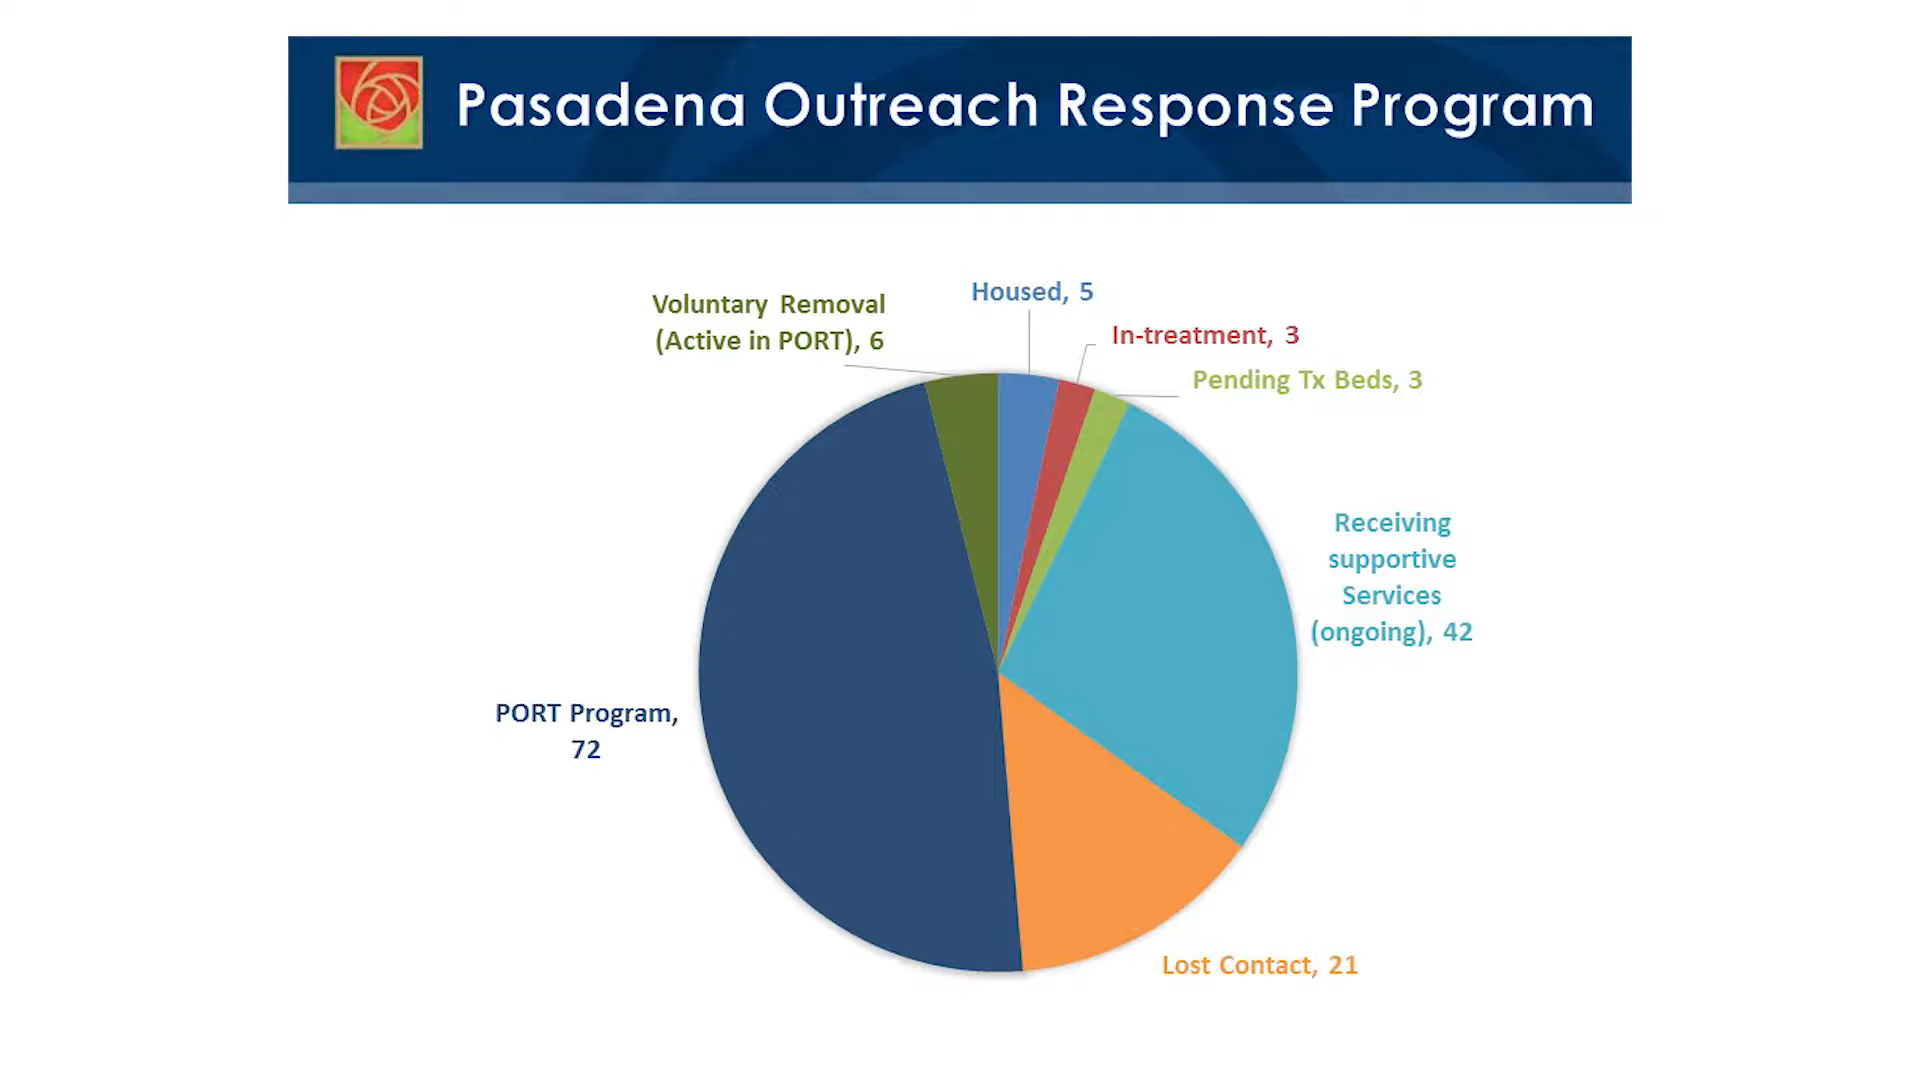 Pasadena Outreach Response Program
Voluntary Removal
(Active in PORT), 6
Housed, 5
In-treatment, 3
Pending Tx Beds, 3
Receiving
supportive
Services
(ongoing), 42
PORT Program,
72
Lost Contact, 21